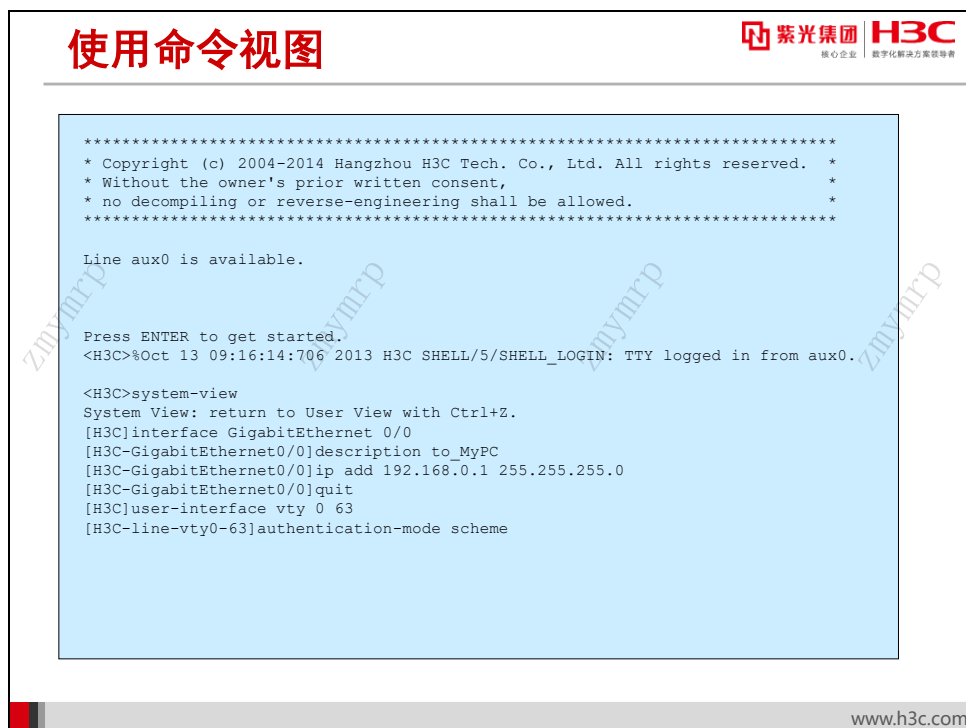 使用命令视图
紫光集团 H3C
核心企业 数字化解决方案领导者
******************************************************************************
* Copyright (c) 2004-2014 Hangzhou H3C Tech. Co., Ltd. All rights reserved.  *
* Without the owner's prior written consent,                                 *
* no decompiling or reverse-engineering shall be allowed.                    *
******************************************************************************
Line aux0 is available.
Press ENTER to get started.
<H3C>%Oct 13 09:16:14:706 2013 H3C SHELL/5/SHELL_LOGIN: TTY logged in from aux0.
<H3C>system-view
System View: return to User View with Ctrl+Z.
[H3C]interface GigabitEthernet 0/0
[H3C-GigabitEthernet0/0]description to_MyPC
[H3C-GigabitEthernet0/0]ip add 192.168.0.1 255.255.255.0
[H3C-GigabitEthernet0/0]quit
[H3C]user-interface vty 0 63
[H3C-line-vty0-63]authentication-mode scheme
zmymrp zmymrp zmymrp zmymrp
www.h3c.com